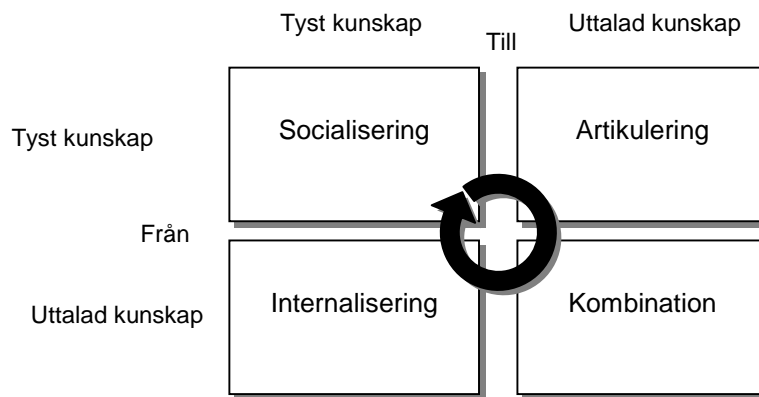 Tyst kunskap
Till
Uttalad kunskap
Tyst kunskap
Socialisering
Artikulering
Från
Uttalad kunskap
Internalisering
Kombination